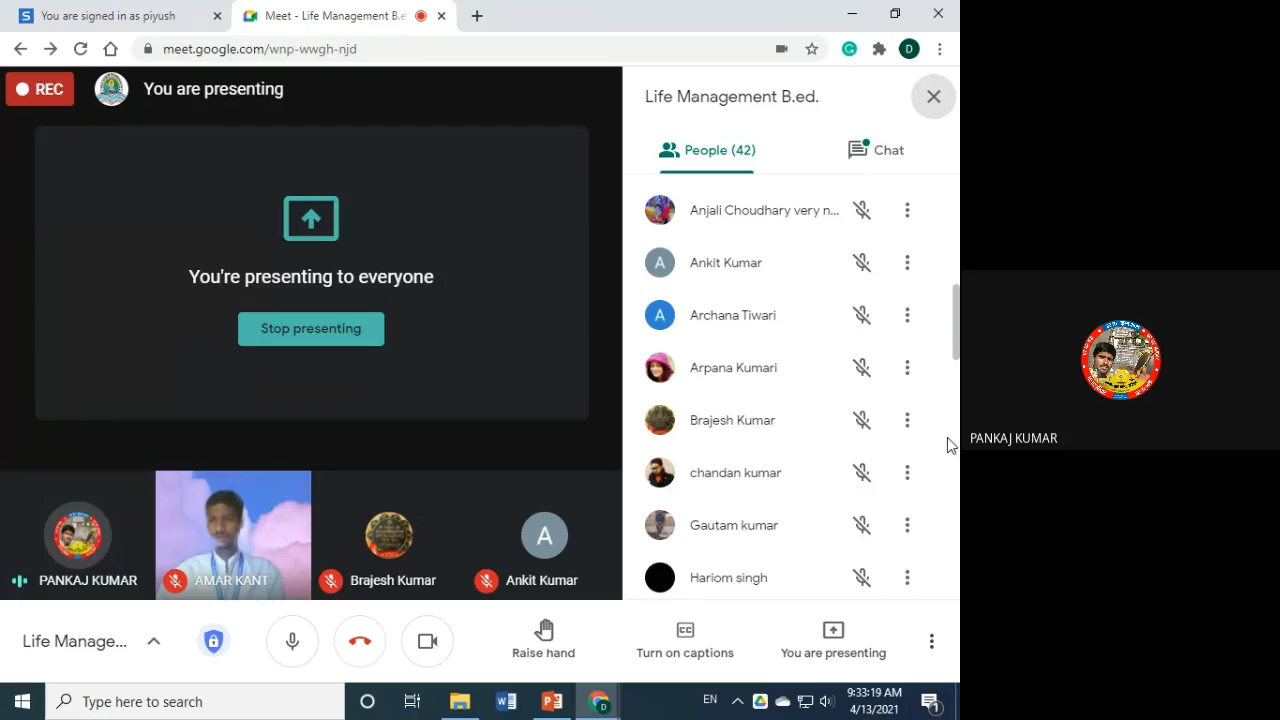 You are signed in as piyush
Meet - Life Management B.e
meet.google.com/wnp-wwgh-njd
D
REC
You are presenting
Life Management B.ed.
People (42)
Chat
You're presenting to everyone
Stop presenting
Anjali Choudhary very n...
A
Ankit Kumar
A
Archana Tiwari
Arpana Kumari
Brajesh Kumar
chandan kumar
Gautam kumar
Hariom singh
PANKAJ KUMAR
AMAR KANT
Brajesh Kumar
A
Ankit Kumar
PANKAJ KUMAR
Life Manage...
Raise hand
CC
Turn on captions
You are presenting
Type here to search
EN
9:33:19 AM
4/13/2021
1